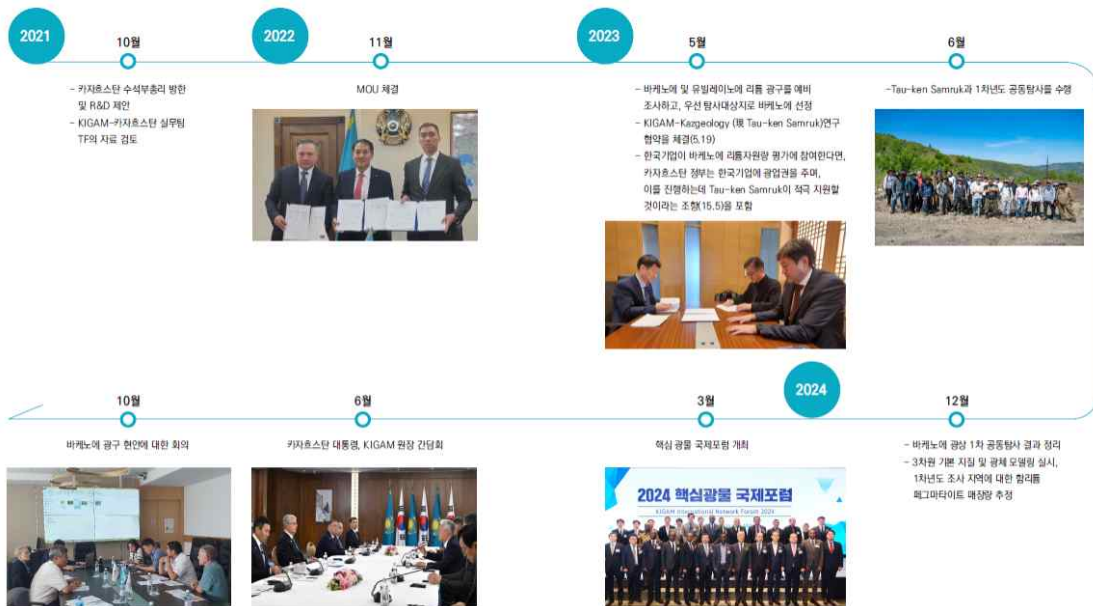 2021
10월
- 카자흐스탄 수석부총리 방한
및 R&D 제안
- KIGAM-카자흐스탄 실무팀
TF의 자료 검토
2022
11월
MOU 체결
2023
5월
- 바케노에 및 유빌레이노에 리튬 광구를 예비
조사하고, 우선 탐사대상지로 바케노에 선정
- KIGAM-Kazgeology (現 Tau-ken Samruk)연구
협약을 체결(5.19)
- 한국기업이 바케노에 리튬자원량 평가에 참여한다면,
카자흐스탄 정부는 한국기업에 광업권을 주며,
이를 진행하는데 Tau-ken Samruk이 적극 지원할
것이라는 조항(15.5)을 포함
6월
-Tau-ken Samruk과 1차년도 공동탐사를 수행
12월
- 바케노에 광상 1차 공동탐사 결과 정리
- 3차원 기본 지질 및 광체 모델링 실시,
1차년도 조사 지역에 대한 함리튬
페그마타이트 매장량 추정
2024
3월
핵심 광물 국제포럼 개최
2024 핵심광물 국제포럼
KIGAM International Network Forum 2024
6월
카자흐스탄 대통령, KIGAM 원장 간담회
10월
바케노에 광구 현안에 대한 회의